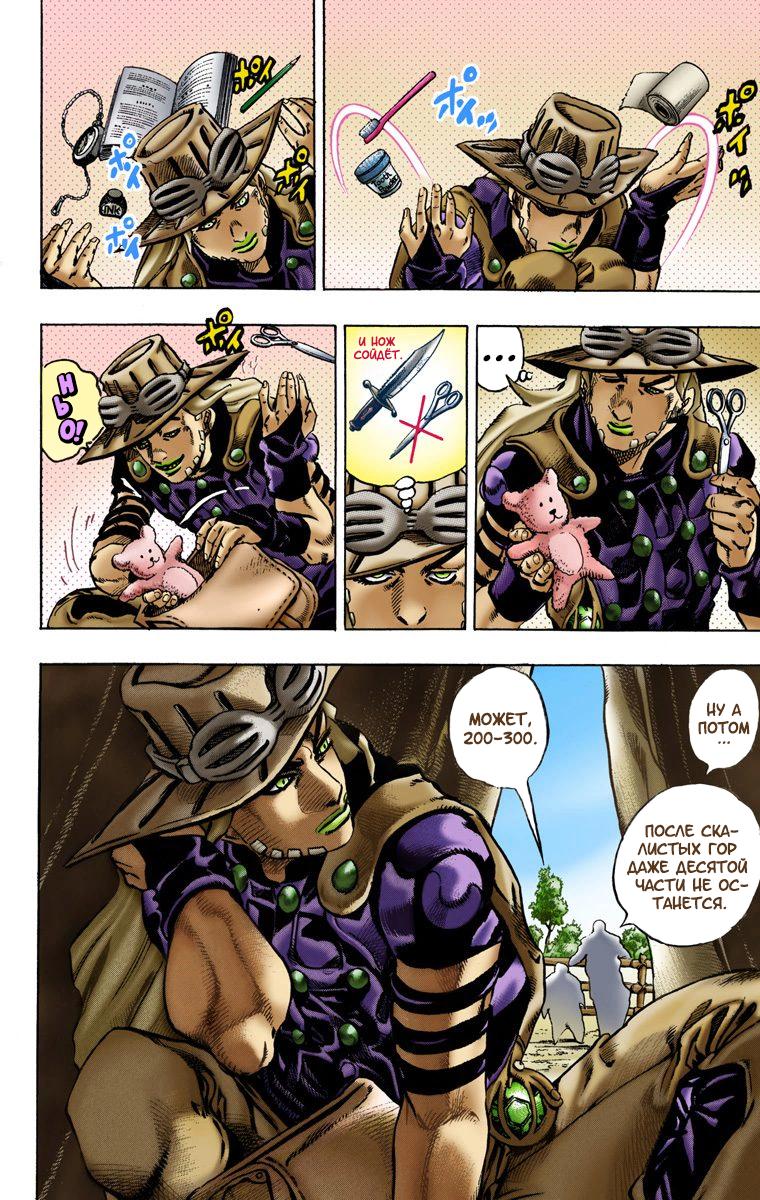 ポイッ
ポイッ
ポイ
ポイ
ポイ
ポイ
INK
...
И НОЖ
СОЙДЁТ.
ポイ
НЬО!
НУ А
ПОТОМ
...
ПОСЛЕ СКА-
ЛИСТЫХ ГОР
ДАЖЕ ДЕСЯТОЙ
ЧАСТИ НЕ ОС-
ТАНЕТСЯ.
МОЖЕТ,
200-300.